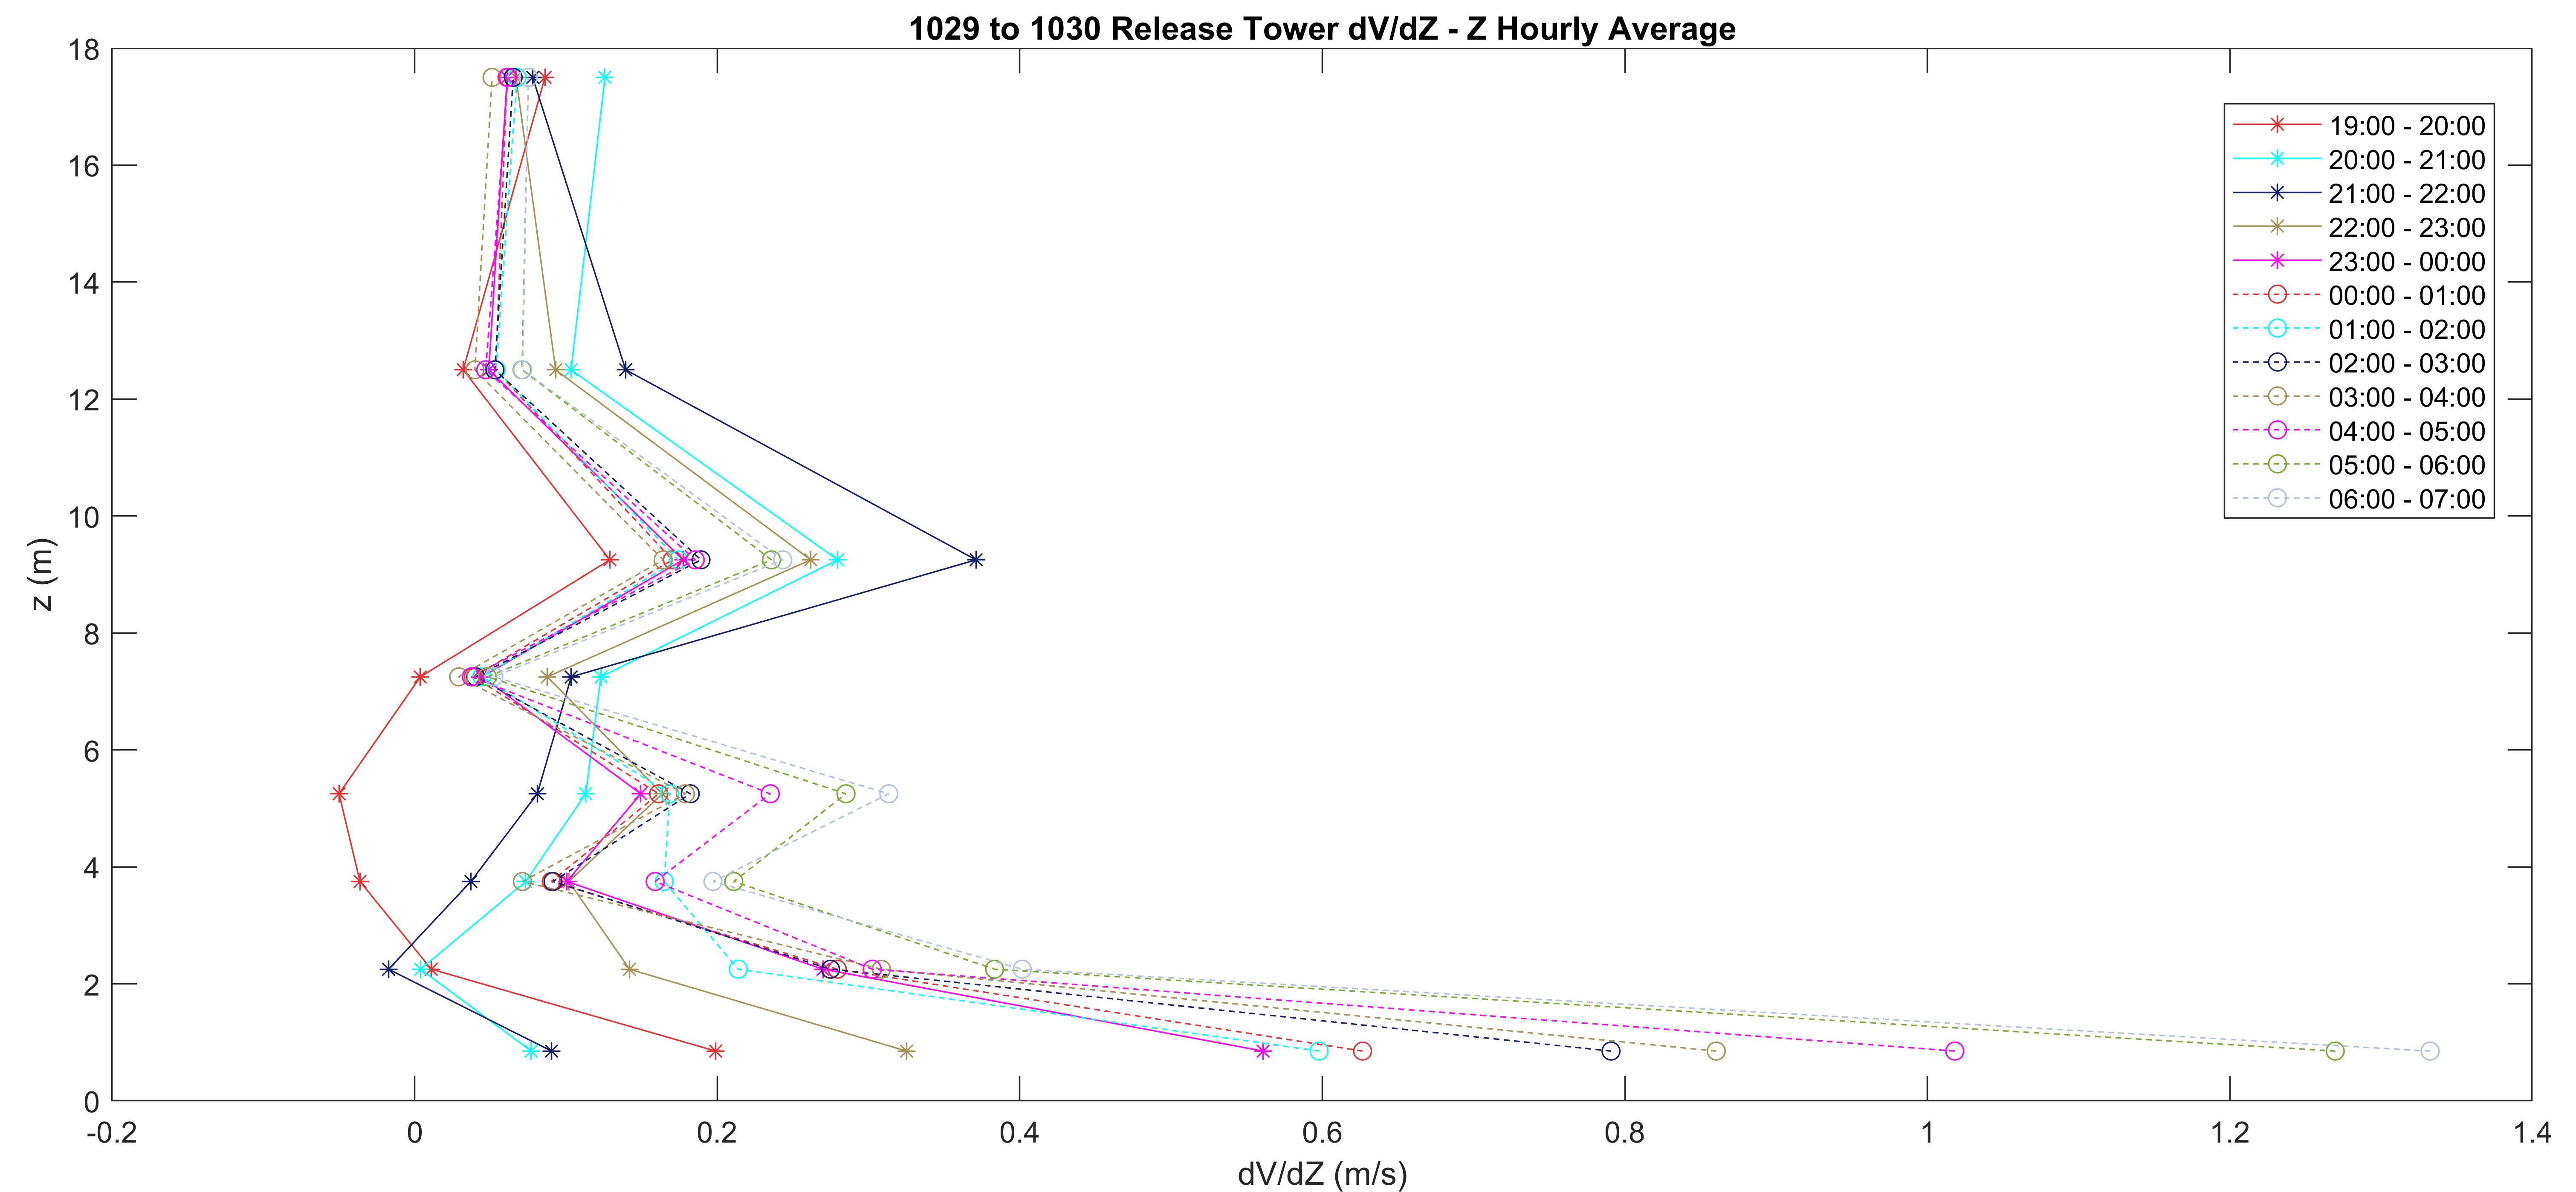 1029 to 1030 Release Tower dV/dZ - Z Hourly Average
18
16
14
12
10
8
6
4
2
0
z (m)
-0.2 0 0.2 0.4 0.6 0.8 1 1.2 1.4
dV/dZ (m/s)
19:00 - 20:00
20:00 - 21:00
21:00 - 22:00
22:00 - 23:00
23:00 - 00:00
00:00 - 01:00
01:00 - 02:00
02:00 - 03:00
03:00 - 04:00
04:00 - 05:00
05:00 - 06:00
06:00 - 07:00